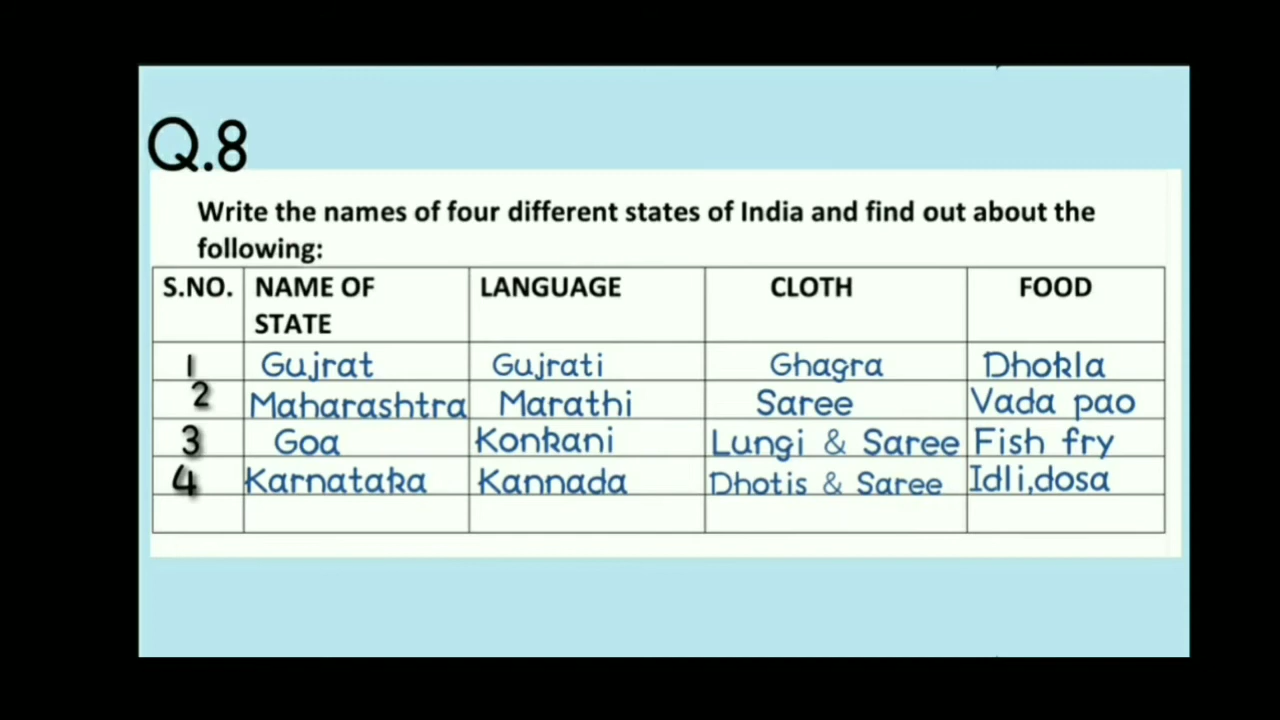 Q.8
Write the names of four different states of India and find out about the
following:
S.NO. NAME OF STATE LANGUAGE CLOTH FOOD
1 Gujrat Gujrati Ghagra Dhokla
2 Maharashtra Marathi Saree Vada pao
3 Goa Konkani Lungi & Saree Fish fry
4 Karnataka Kannada Dhotis & Saree Idli,dosa